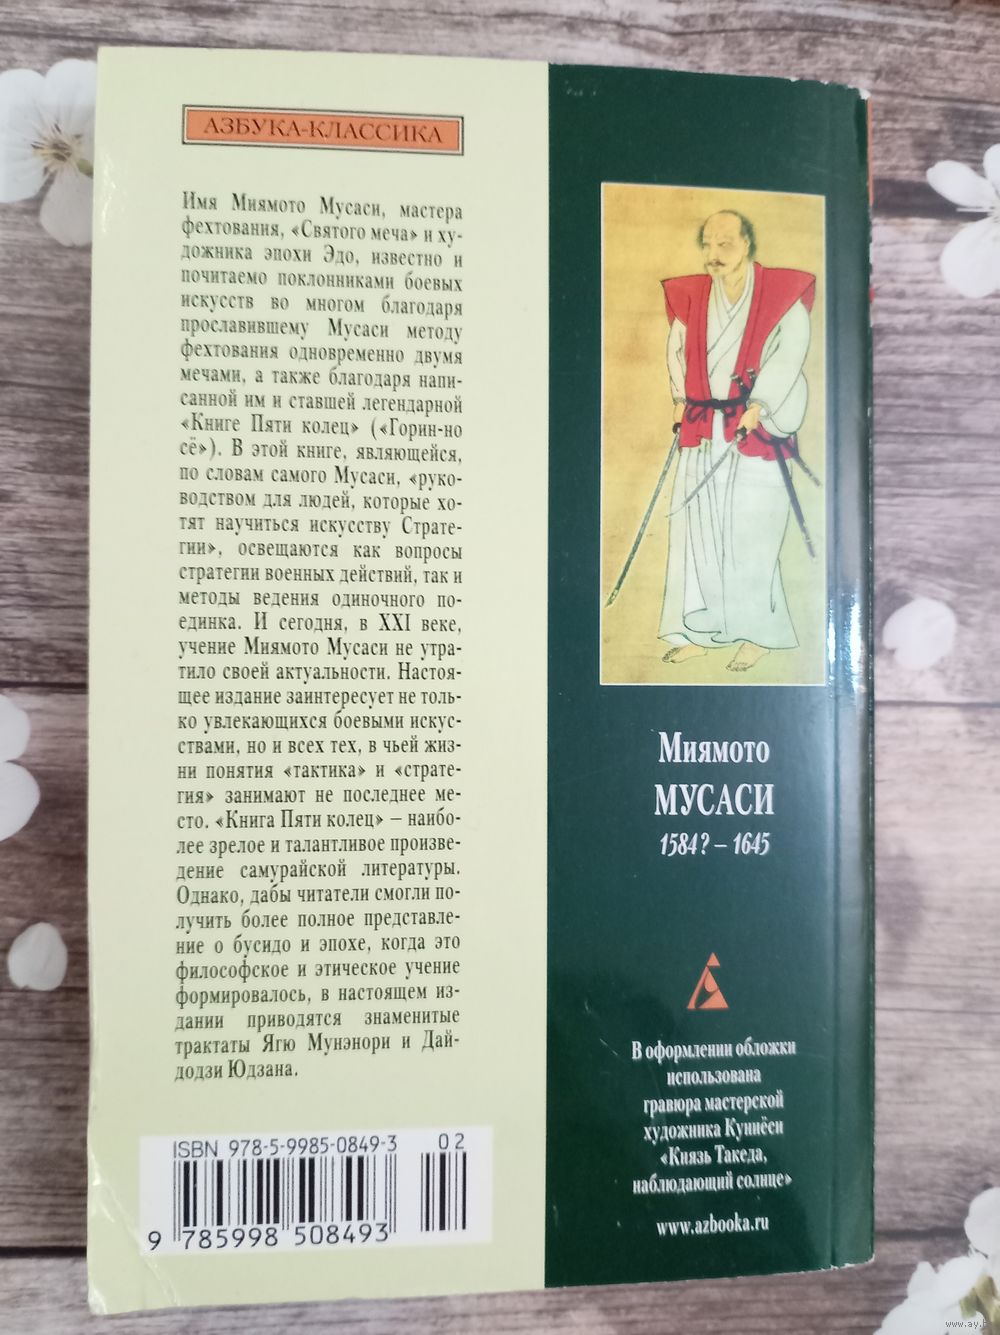 АЗБУКА-КЛАССИКА
Имя Миямото Мусаси, мастера
фехтования, «Святого меча» и ху-
дожника эпохи Эдо, известно и
почитаемо поклонниками боевых
искусств во многом благодаря
прославившему Мусаси методу
фехтования одновременно двумя
мечами, а также благодаря напи-
санной им и ставшей легендарной
«Книге Пяти колец» («Горин-но
сё»). В этой книге, являющейся,
по словам самого Мусаси, «руко-
водством для людей, которые хо-
тят научиться искусству Страте-
гии», освещаются как вопросы
стратегии военных действий, так и
методы ведения одиночного по-
единка. И сегодня, в XXI веке,
учение Миямото Мусаси не утра-
тило своей актуальности. Настоя-
щее издание заинтересует не толь-
ко увлекающихся боевыми искус-
ствами, но и всех тех, в чьей жиз-
ни понятия «тактика» и «страте-
гия» занимают не последнее ме-
сто. «Книга Пяти колец» – наибо-
лее зрелое и талантливое произве-
дение самурайской литературы.
Однако, дабы читатели смогли по-
лучить более полное представле-
ние о бусидо и эпохе, когда это
философское и этическое учение
формировалось, в настоящем из-
дании приводятся знаменитые
трактаты Ягю Мунэнори и Дай-
додзи Юдзана.
ISBN 978-5-9985-0849-3
02
9 785998 508493
Миямото
МУСАСИ
1584? – 1645
В оформлении обложки
использована
гравюра мастерской
художника Куниёси
«Князь Такеда,
наблюдающий солнце»
www.azbooka.ru